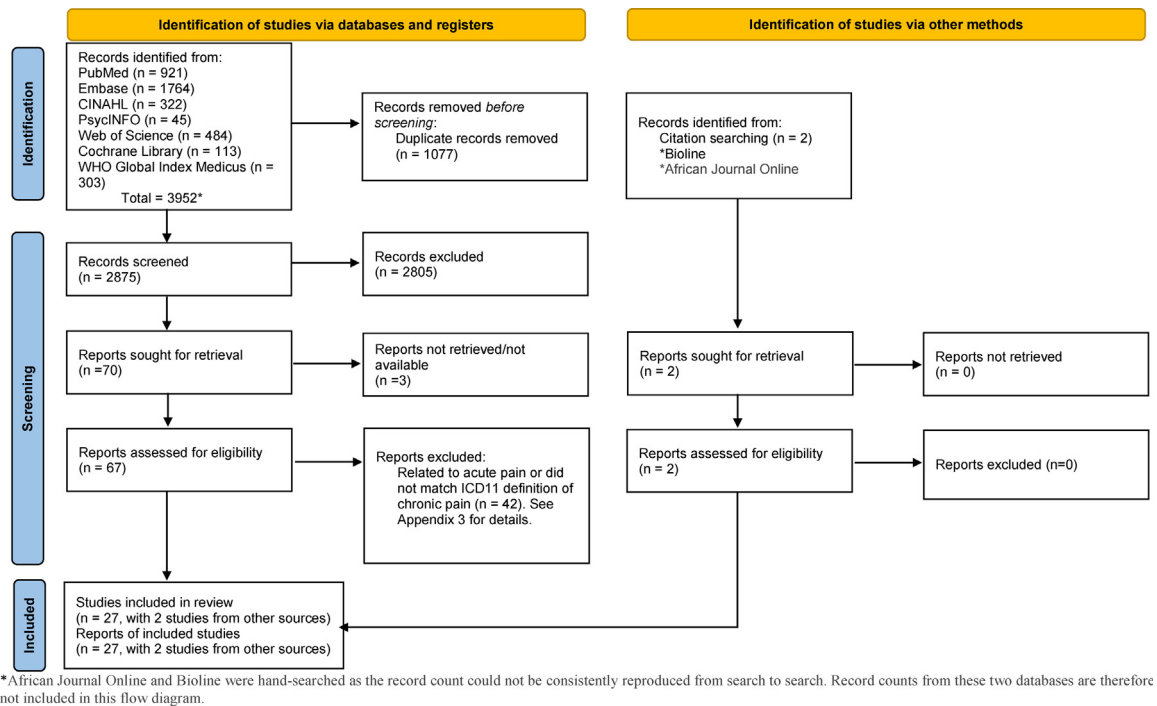 Identification of studies via databases and registers
Identification of studies via other methods
Identification
Records identified from:
PubMed (n = 921)
Embase (n = 1764)
CINAHL (n = 322)
PsycINFO (n = 45)
Web of Science (n = 484)
Cochrane Library (n = 113)
WHO Global Index Medicus (n =
303)
Total = 3952*
Records removed before
screening:
Duplicate records removed
(n = 1077)
Records identified from:
Citation searching (n = 2)
*Bioline
*African Journal Online
Screening
Records screened
(n = 2875)
Records excluded
(n = 2805)
Reports sought for retrieval
(n =70)
Reports not retrieved/not
available
(n =3)
Reports sought for retrieval
(n = 2)
Reports not retrieved
(n = 0)
Reports assessed for eligibility
(n = 67)
Reports excluded:
Related to acute pain or did
not match ICD11 definition of
chronic pain (n = 42). See
Appendix 3 for details.
Reports assessed for eligibility
(n = 2)
Reports excluded (n=0)
Included
Studies included in review
(n = 27, with 2 studies from other sources)
Reports of included studies
(n = 27, with 2 studies from other sources)
*African Journal Online and Bioline were hand-searched as the record count could not be consistently reproduced from search to search. Record counts from these two databases are therefore
not included in this flow diagram.